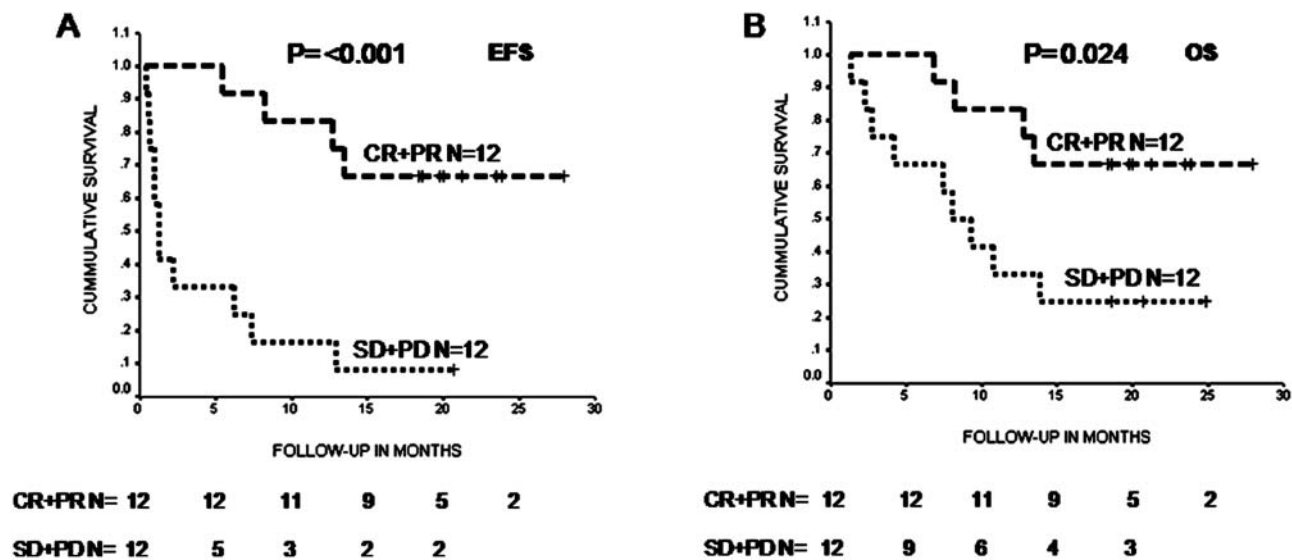 A
P=<0.001 EFS
CUMMULATIVE SURVIVAL
1.1
1.0
.9
.8
.7
.6
.5
.4
.3
.2
.1
0.0
CR+PR N=12
SD+PD N=12
0 5 10 15 20 25 30
FOLLOW-UP IN MONTHS
CR+PR N= 12 12 11 9 5 2
SD+PD N= 12 5 3 2 2
B
P=0.024 OS
CUMMULATIVE SURVIVAL
1.1
1.0
.9
.8
.7
.6
.5
.4
.3
.2
.1
0.0
CR+PR N=12
SD+PD N=12
0 5 10 15 20 25 30
FOLLOW-UP IN MONTHS
CR+PR N= 12 12 11 9 5 2
SD+PD N= 12 9 6 4 3